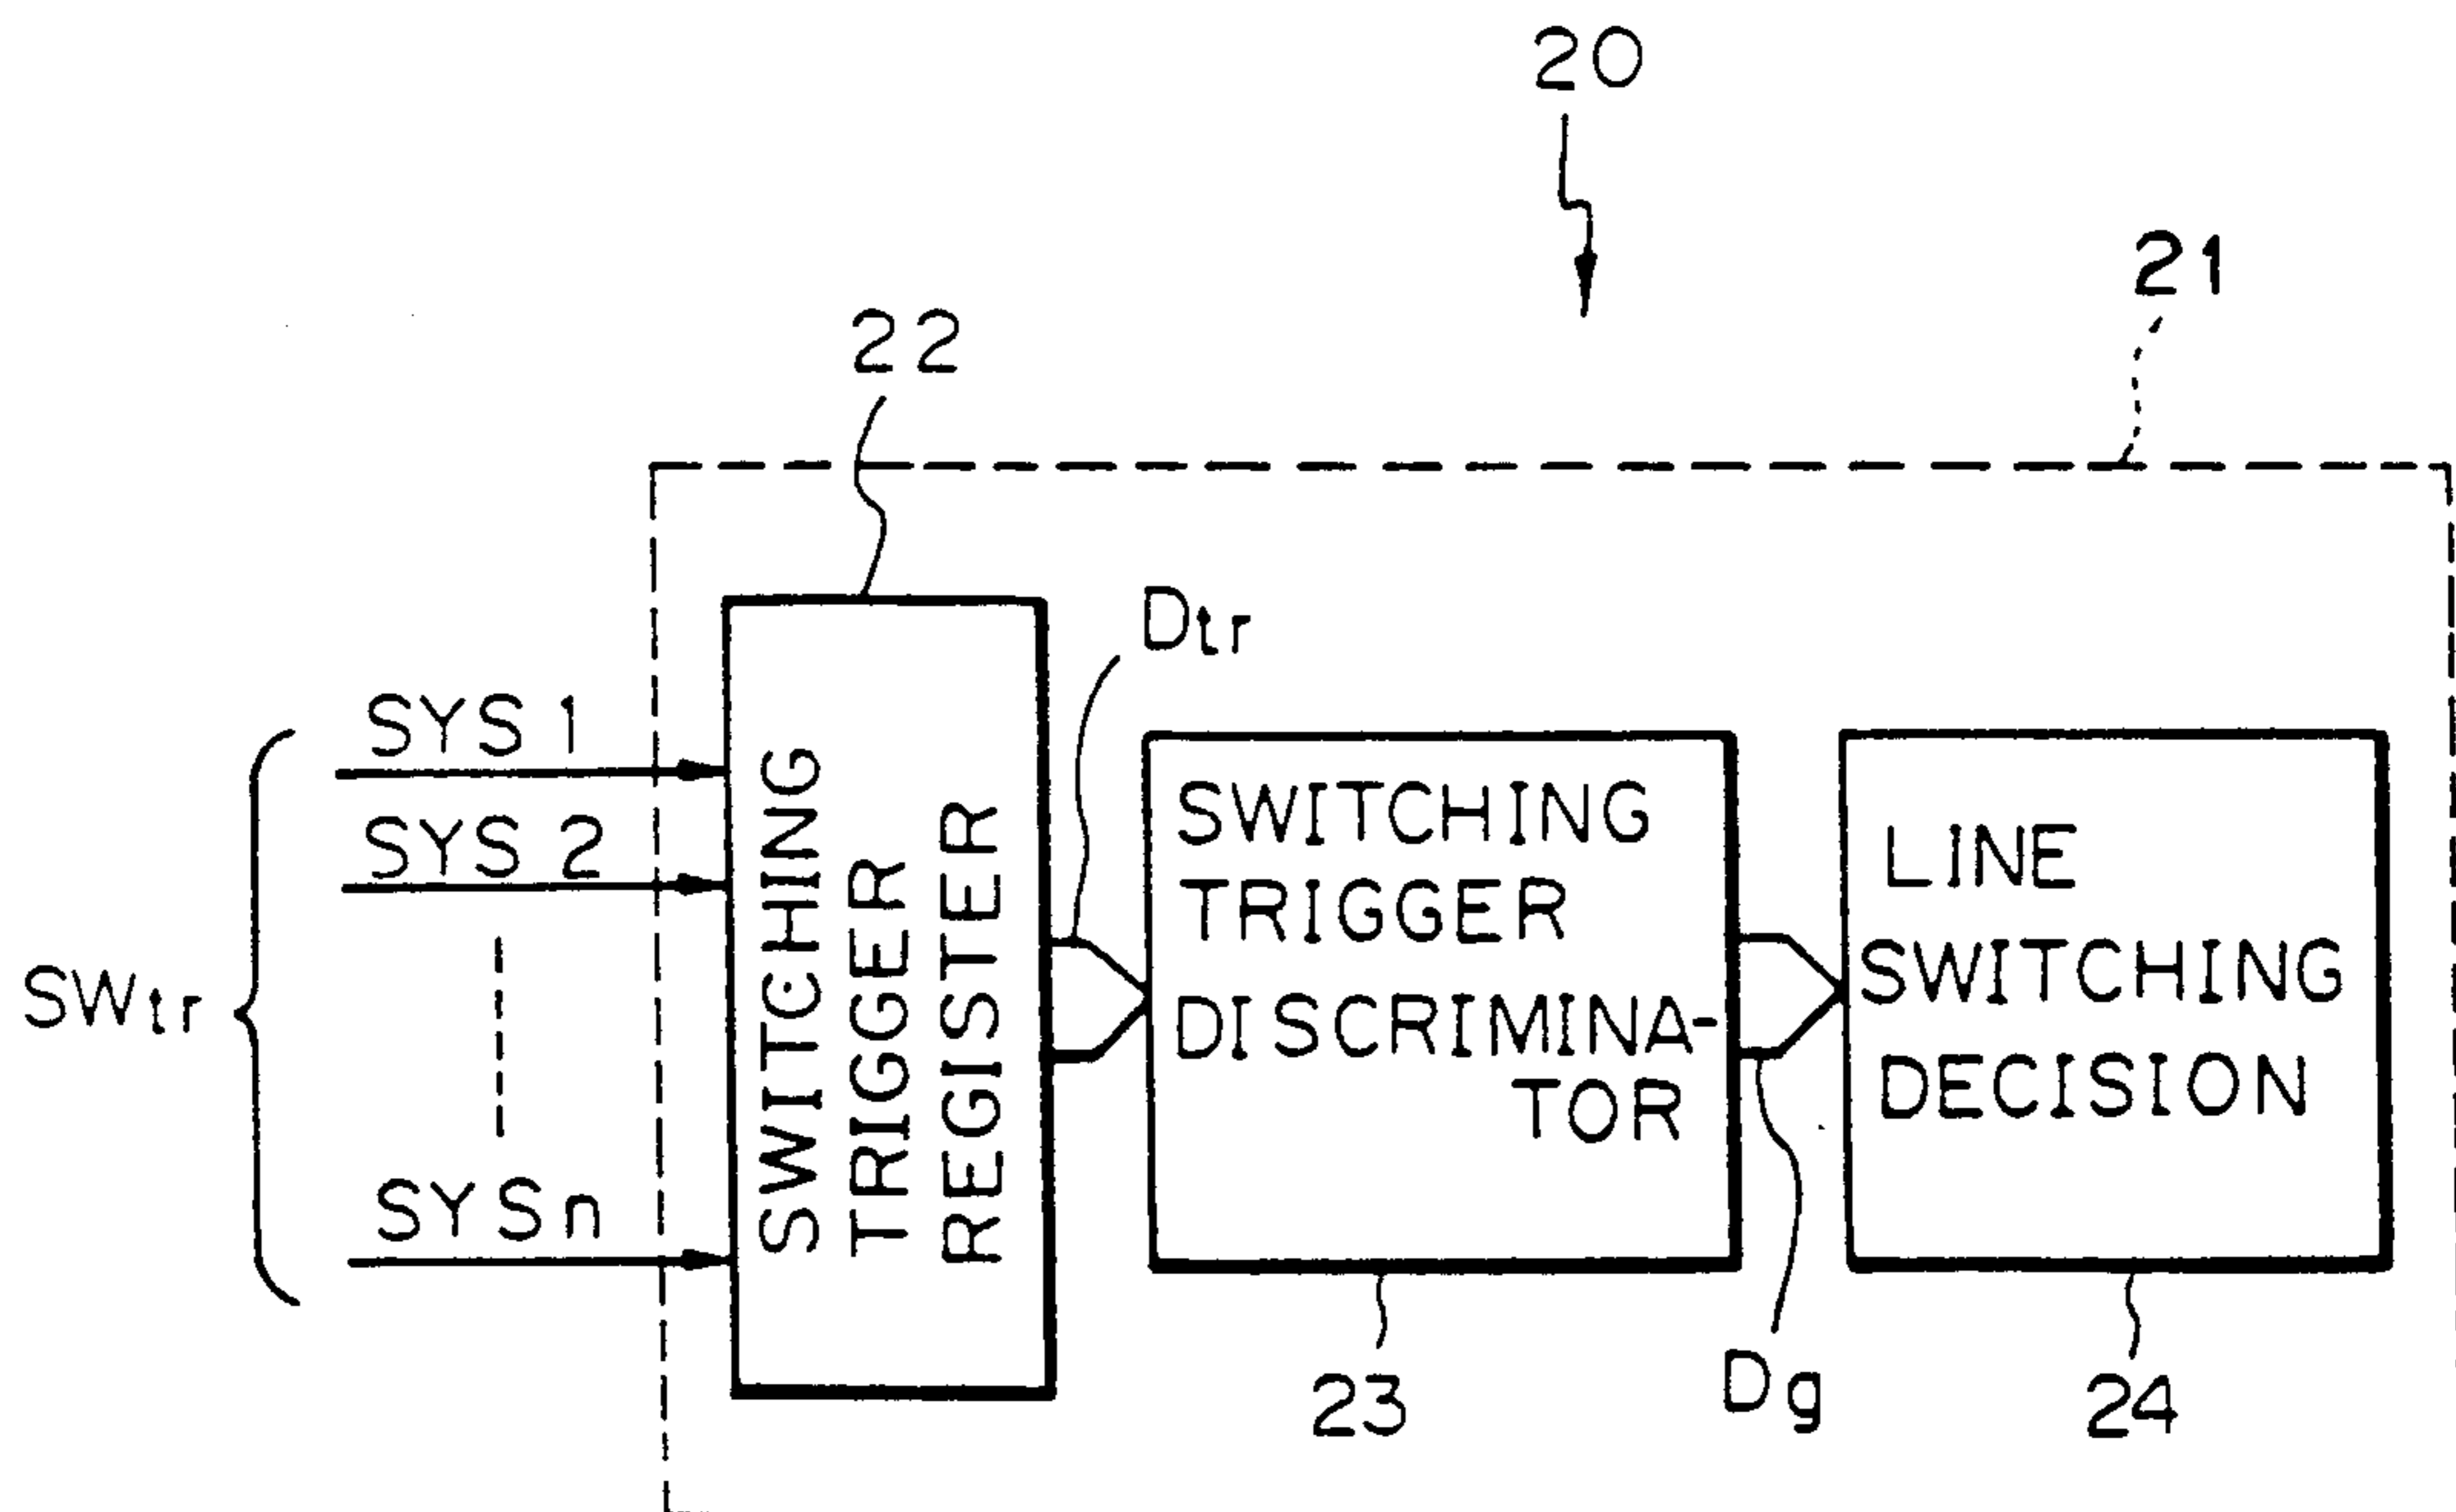 20
21
22
Dtr
SYS 1
SYS 2
SYSn
SWtr
SWITCHING
TRIGGER
REGISTER
SWITCHING
TRIGGER
DISCRIMINA-
TOR
LINE
SWITCHING
DECISION
23
Dg
24